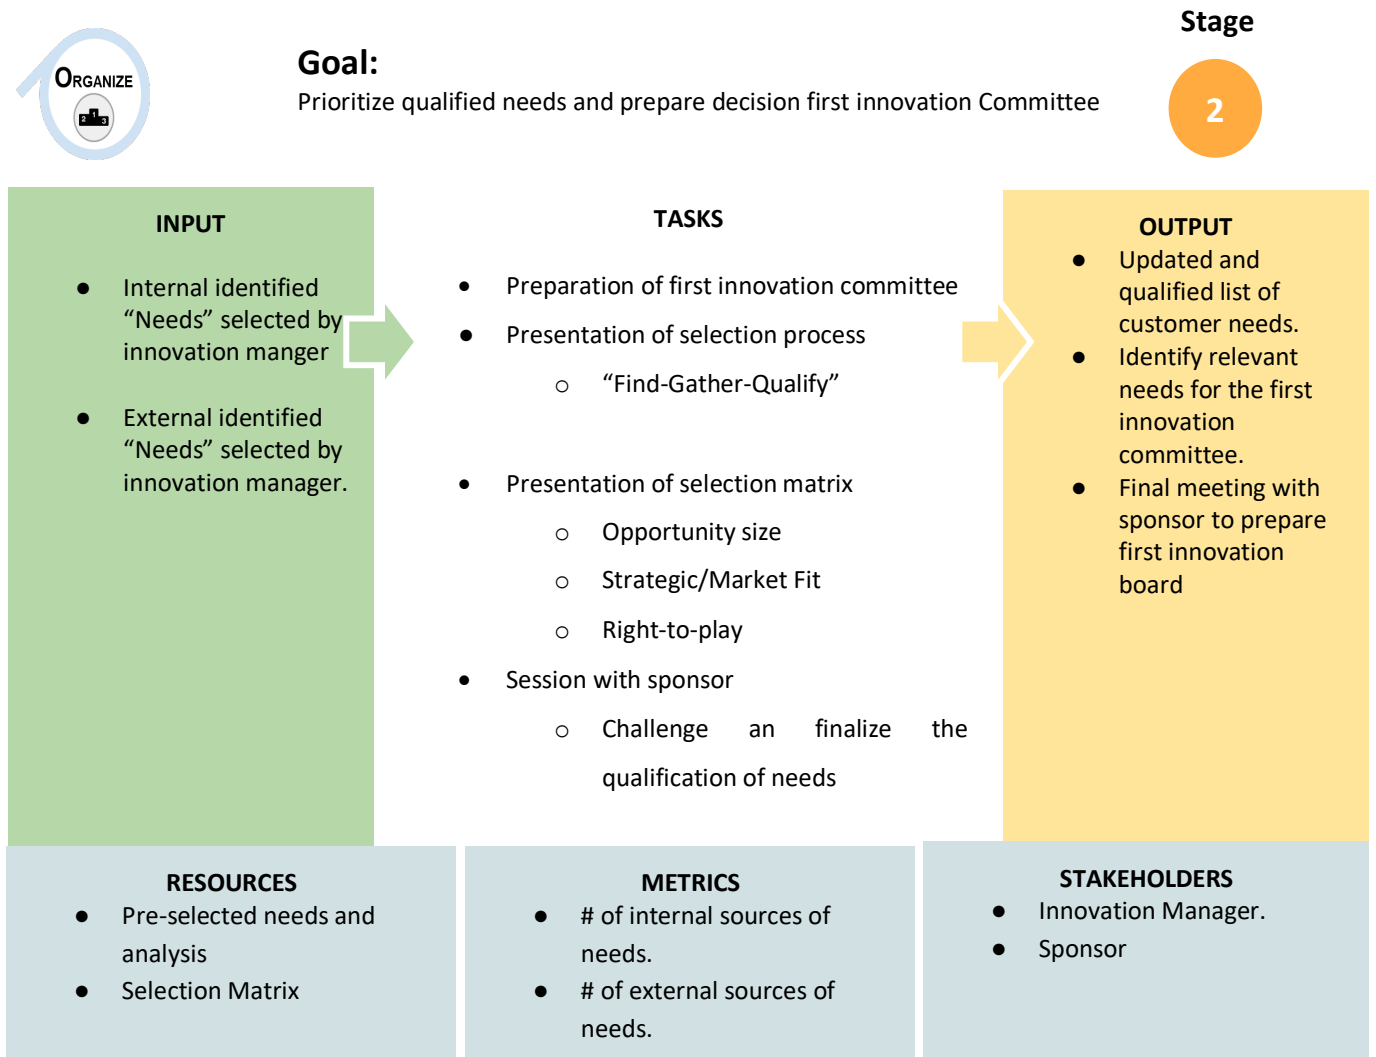 Stage
ORGANIZE
2 1 3
Goal:
Prioritize qualified needs and prepare decision first innovation Committee
2
INPUT
● Internal identified
“Needs” selected by
innovation manger
● External identified
“Needs” selected by
innovation manager.
TASKS
● Preparation of first innovation committee
● Presentation of selection process
○ “Find-Gather-Qualify”
● Presentation of selection matrix
○ Opportunity size
○ Strategic/Market Fit
○ Right-to-play
● Session with sponsor
○ Challenge an finalize the
qualification of needs
OUTPUT
● Updated and
qualified list of
customer needs.
● Identify relevant
needs for the first
innovation
committee.
● Final meeting with
sponsor to prepare
first innovation
board
RESOURCES
● Pre-selected needs and
analysis
● Selection Matrix
METRICS
● # of internal sources of
needs.
● # of external sources of
needs.
STAKEHOLDERS
● Innovation Manager.
● Sponsor